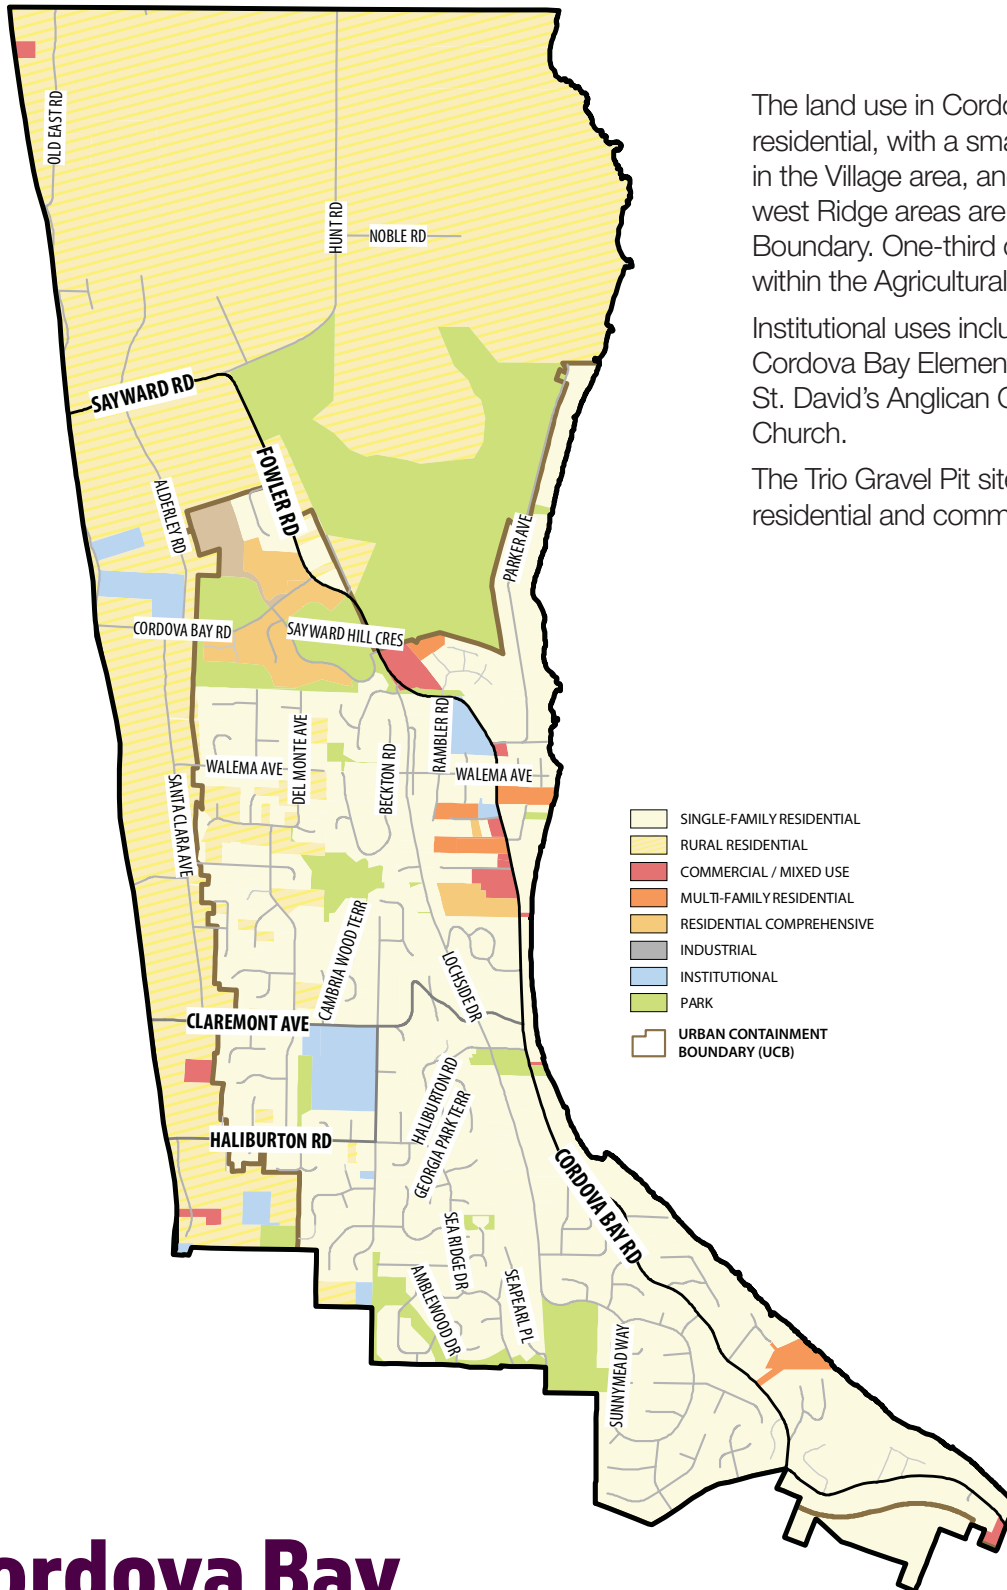 The land use in Cordo
residential, with a sma
in the Village area, an
west Ridge areas are
Boundary. One-third o
within the Agricultural
Institutional uses inclu
Cordova Bay Elemen
St. David's Anglican C
Church.
The Trio Gravel Pit site
residential and comm
OLD EAST RD
HUNT RD
NOBLE RD
SAYWARD RD
FOWLER RD
ALDERLEY RD
PARKER AVE
CORDOVA BAY RD
SAYWARD HILL CRES
RAMBLER RD
DEL MONTE AVE
BECKTON RD
WALEMA AVE
WALEMA AVE
SANTA CLARA AVE
SINGLE-FAMILY RESIDENTIAL
RURAL RESIDENTIAL
COMMERCIAL / MIXED USE
MULTI-FAMILY RESIDENTIAL
RESIDENTIAL COMPREHENSIVE
INDUSTRIAL
INSTITUTIONAL
PARK
URBAN CONTAINMENT
BOUNDARY (UCB)
CAMBRIA WOOD TERR
LOCHSIDE DR
CLAREMONT AVE
HALIBURTON RD
GEORGIA PARK TERR
HALIBURTON RD
CORDOVA BAY RD
SEA RIDGE DR
AMBLEWOOD DR
SEAPEARL PL
SUNNYMEAD WAY
ordova Bay